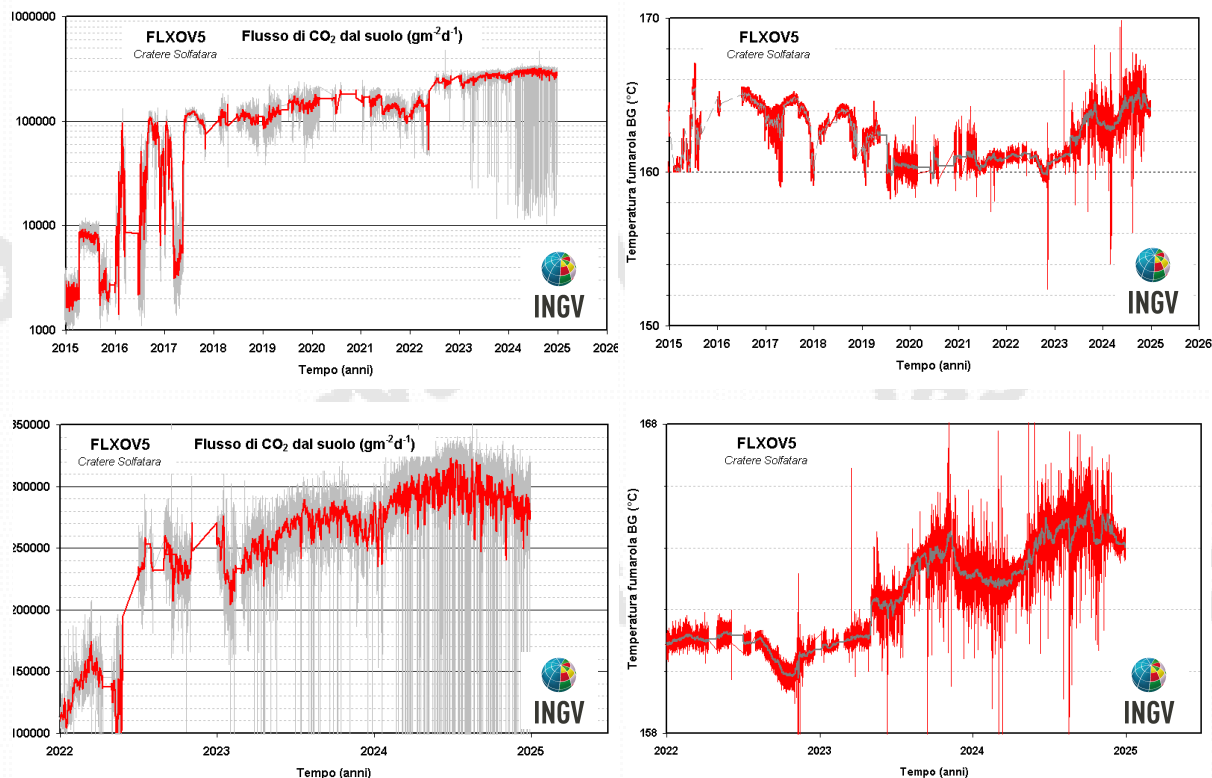 FLXOV5 Flusso di CO₂ dal suolo (gm⁻²d⁻¹)
Cratere Solfatara
1000000
100000
10000
1000
2015 2016 2017 2018 2019 2020 2021 2022 2023 2024 2025 2026
Tempo (anni)
INGV
FLXOV5
Cratere Solfatara
Temperatura fumarola BG (°C)
170
160
150
2015 2016 2017 2018 2019 2020 2021 2022 2023 2024 2025 2026
Tempo (anni)
INGV
FLXOV5 Flusso di CO₂ dal suolo (gm⁻²d⁻¹)
Cratere Solfatara
350000
300000
250000
200000
150000
100000
2022 2023 2024 2025
Tempo (anni)
INGV
FLXOV5
Cratere Solfatara
Temperatura fumarola BG (°C)
168
158
2022 2023 2024 2025
Tempo (anni)
INGV